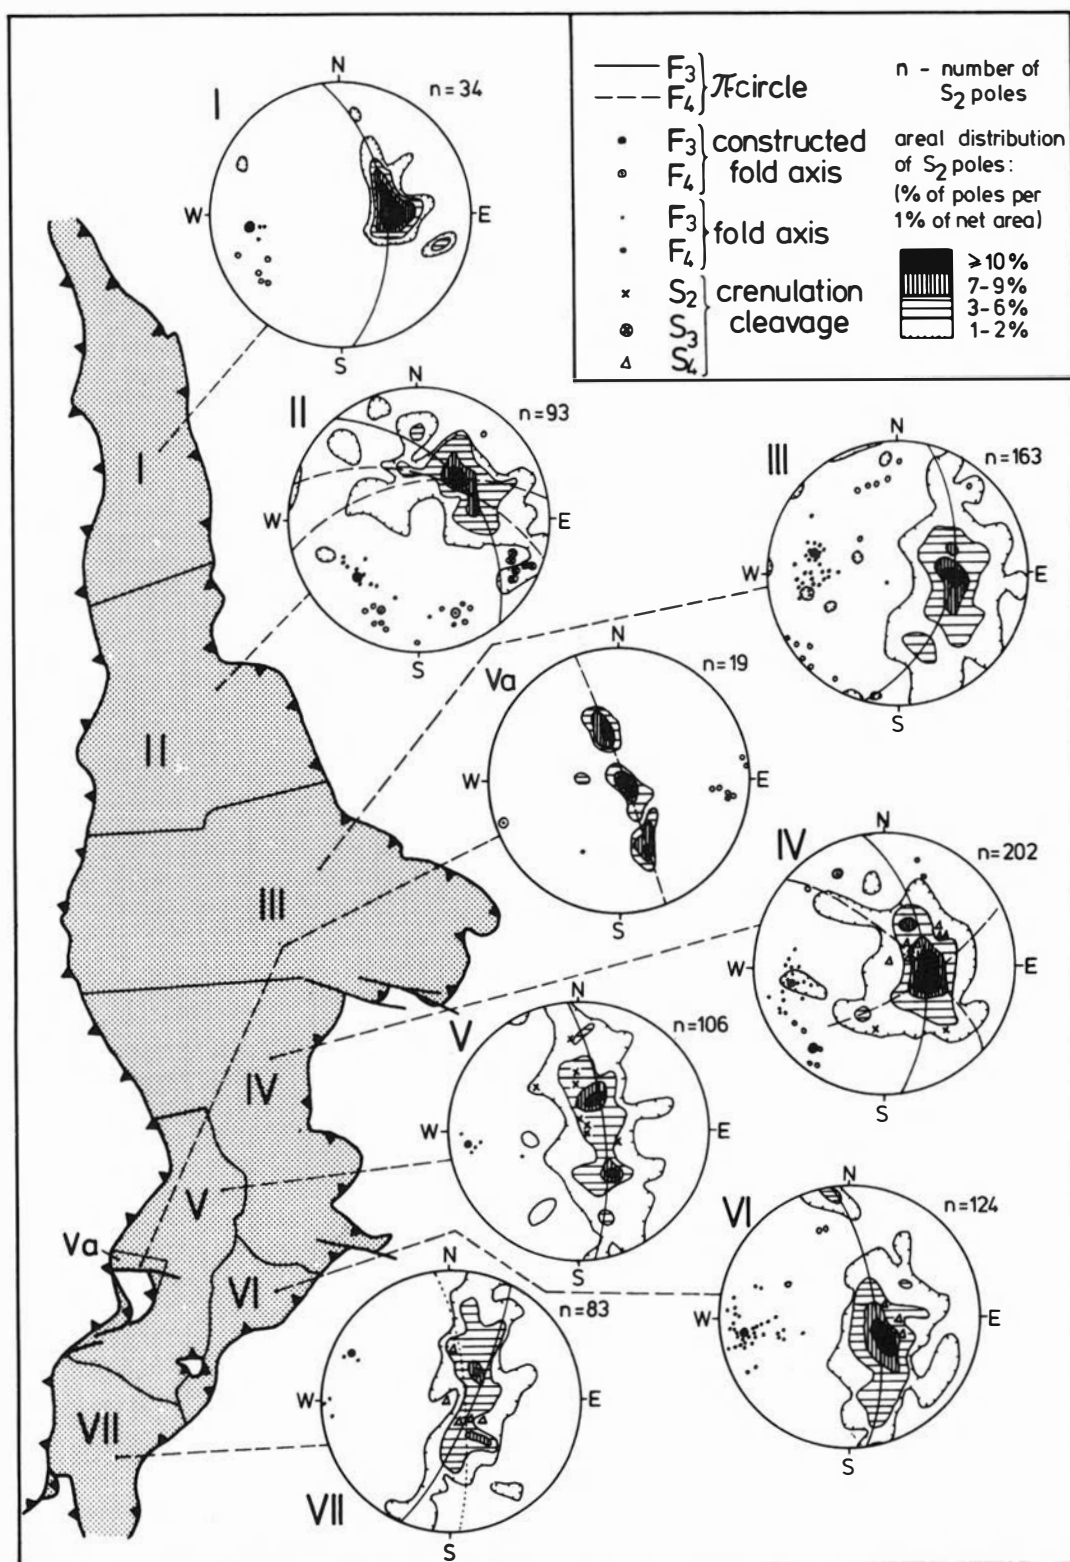 F3
F4
π-circle
F3
F4
constructed
fold axis
F3
F4
fold axis
S2
S3
S4
crenulation
cleavage
n - number of
S2 poles
areal distribution
of S2 poles:
(% of poles per
1% of net area)
⩾10%
7-9%
3-6%
1-2%
I
N
n=34
W
E
S
II
N
n=93
W
E
S
III
N
n=163
W
E
S
Va
N
n=19
W
E
S
IV
N
n=202
W
E
S
V
N
n=106
W
E
S
VI
N
n=124
W
E
S
VII
N
n=83
W
E
S
I
II
III
IV
V
Va
VI
VII